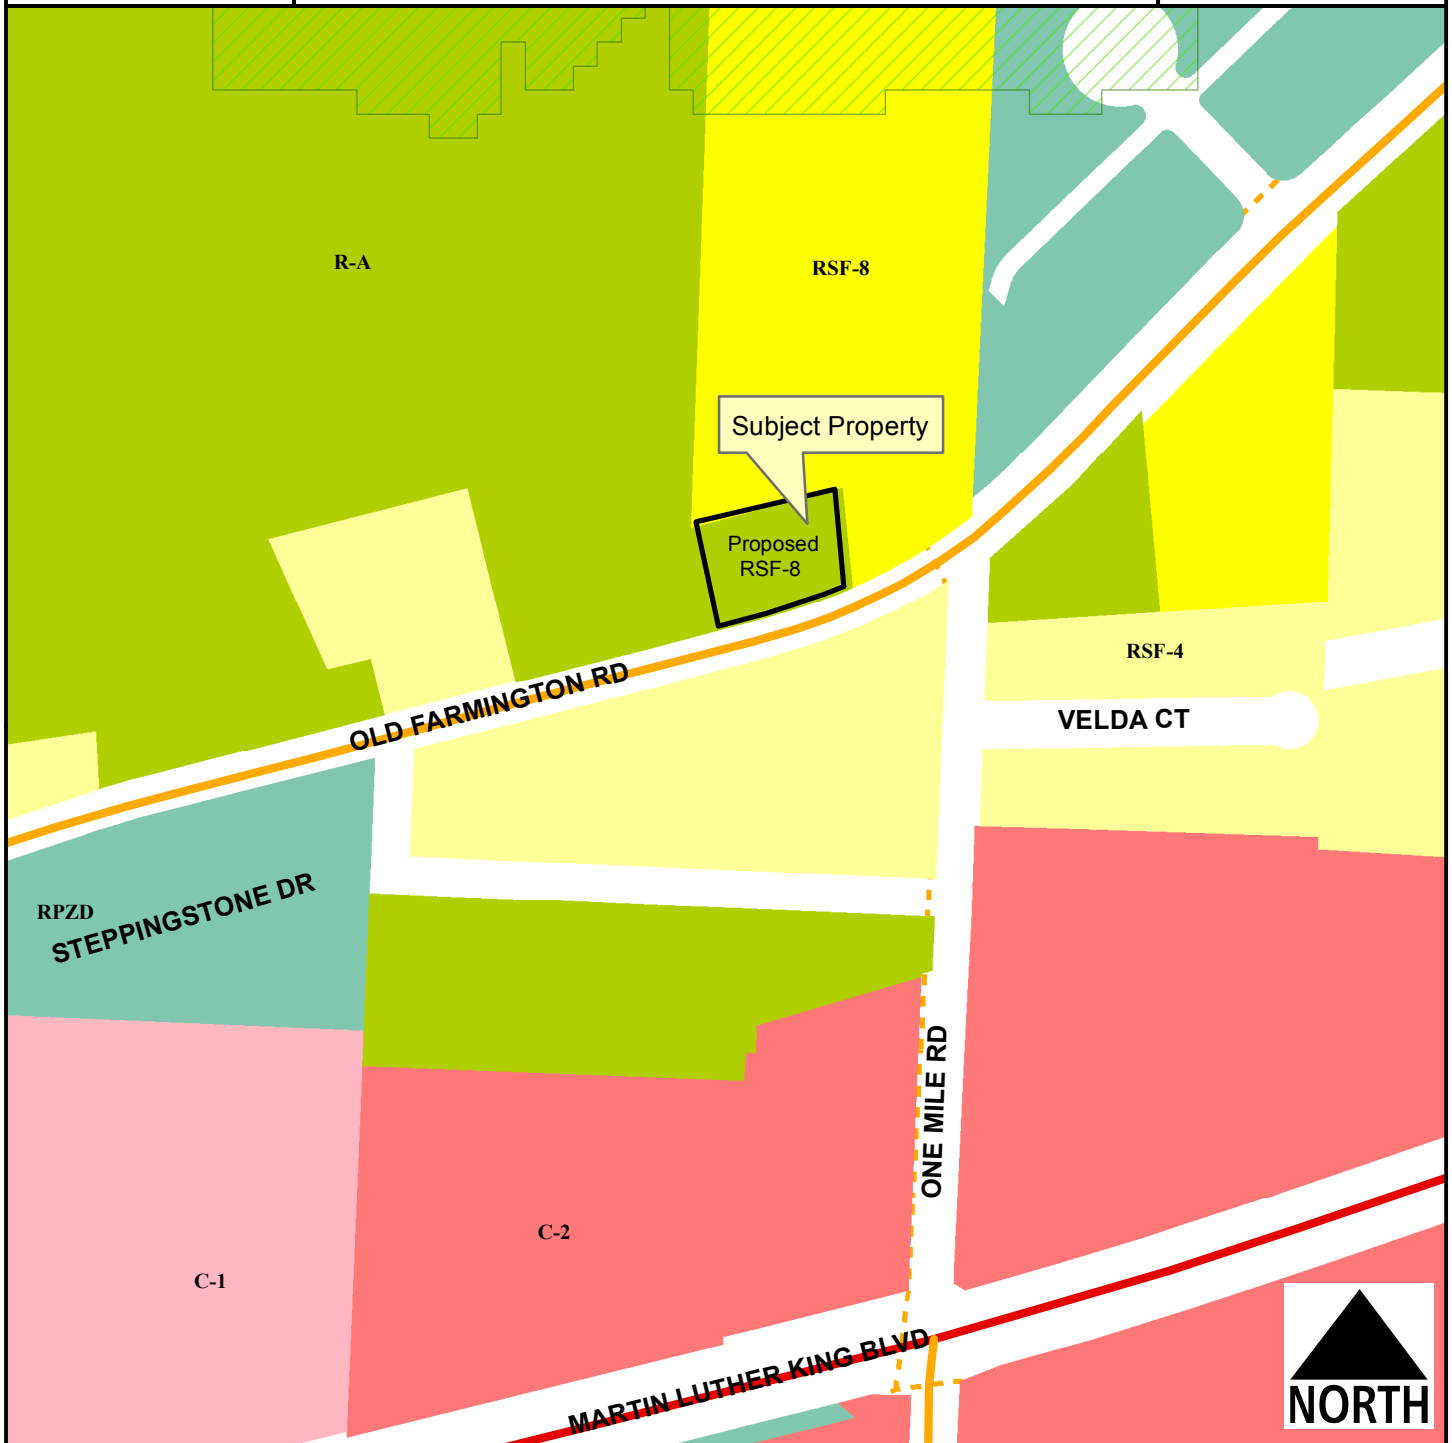 R-A
RSF-8
Subject Property
Proposed
RSF-8
RSF-4
OLD FARMINGTON RD
VELDA CT
RPZD
STEPPINGSTONE DR
ONE MILE RD
C-2
C-1
MARTIN LUTHER KING BLVD
NORTH